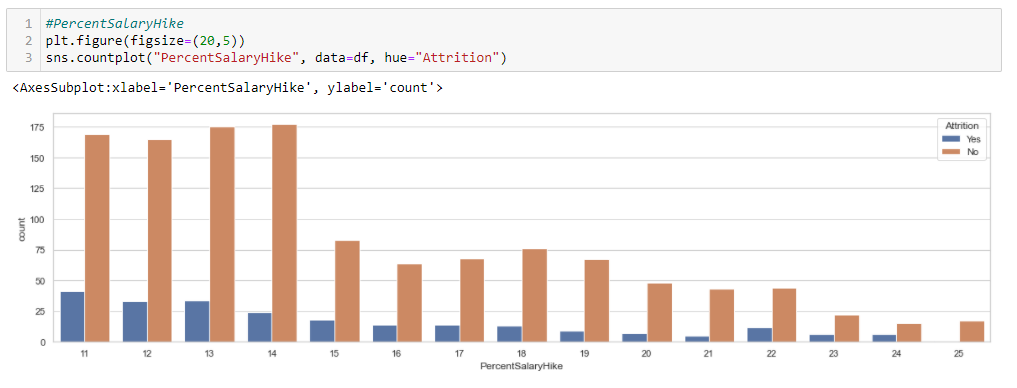 1 #PercentSalaryHike
2 plt.figure(figsize=(20,5))
3 sns.countplot("PercentSalaryHike", data=df, hue="Attrition")
<AxesSubplot:xlabel='PercentSalaryHike', ylabel='count'>
Attrition
Yes
No
175
150
125
100
75
50
25
0
count
11 12 13 14 15 16 17 18 19 20 21 22 23 24 25
PercentSalaryHike